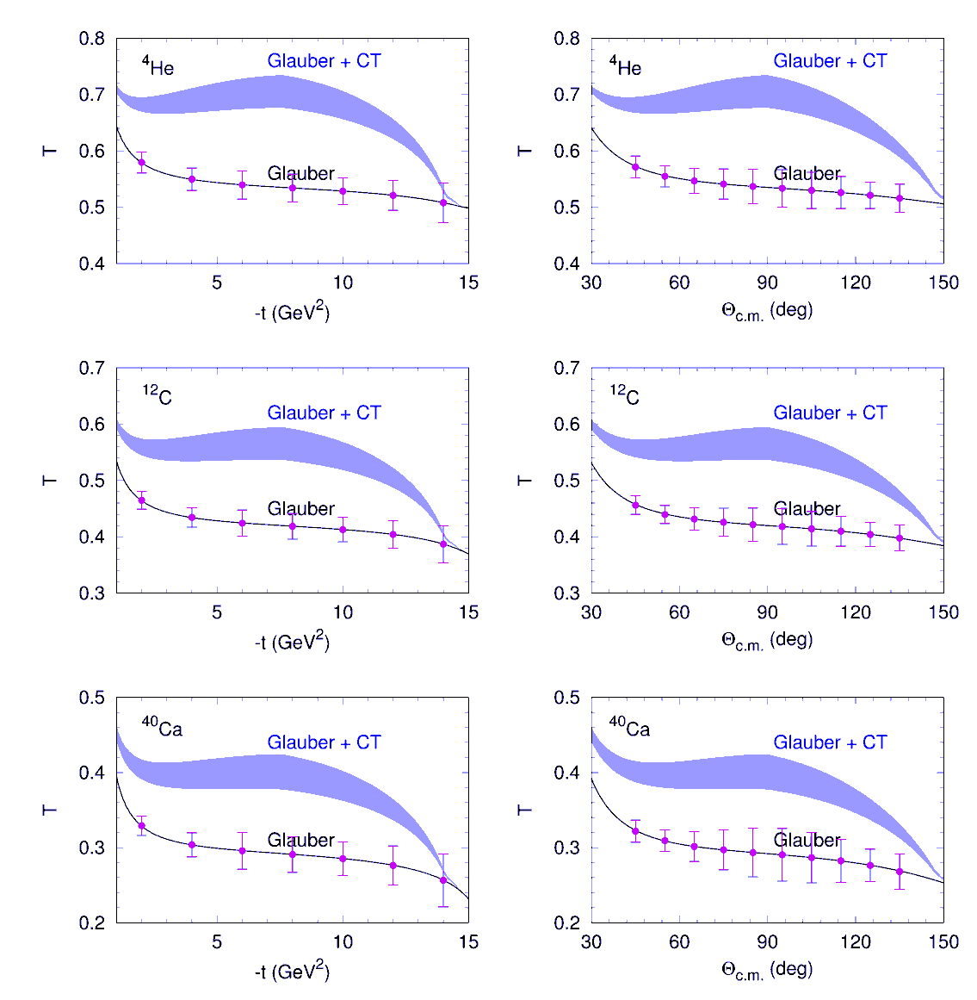 0.8
0.7
0.6
0.5
0.4
T
⁴He
Glauber + CT
Glauber
5
10
15
-t (GeV²)
0.8
0.7
0.6
0.5
0.4
T
⁴He
Glauber + CT
Glauber
30
60
90
120
150
Θc.m. (deg)
0.7
0.6
0.5
0.4
0.3
T
¹²C
Glauber + CT
Glauber
5
10
15
-t (GeV²)
0.7
0.6
0.5
0.4
0.3
T
¹²C
Glauber + CT
Glauber
30
60
90
120
150
Θc.m. (deg)
0.5
0.4
0.3
0.2
T
⁴⁰Ca
Glauber + CT
Glauber
5
10
15
-t (GeV²)
0.5
0.4
0.3
0.2
T
⁴⁰Ca
Glauber + CT
Glauber
30
60
90
120
150
Θc.m. (deg)